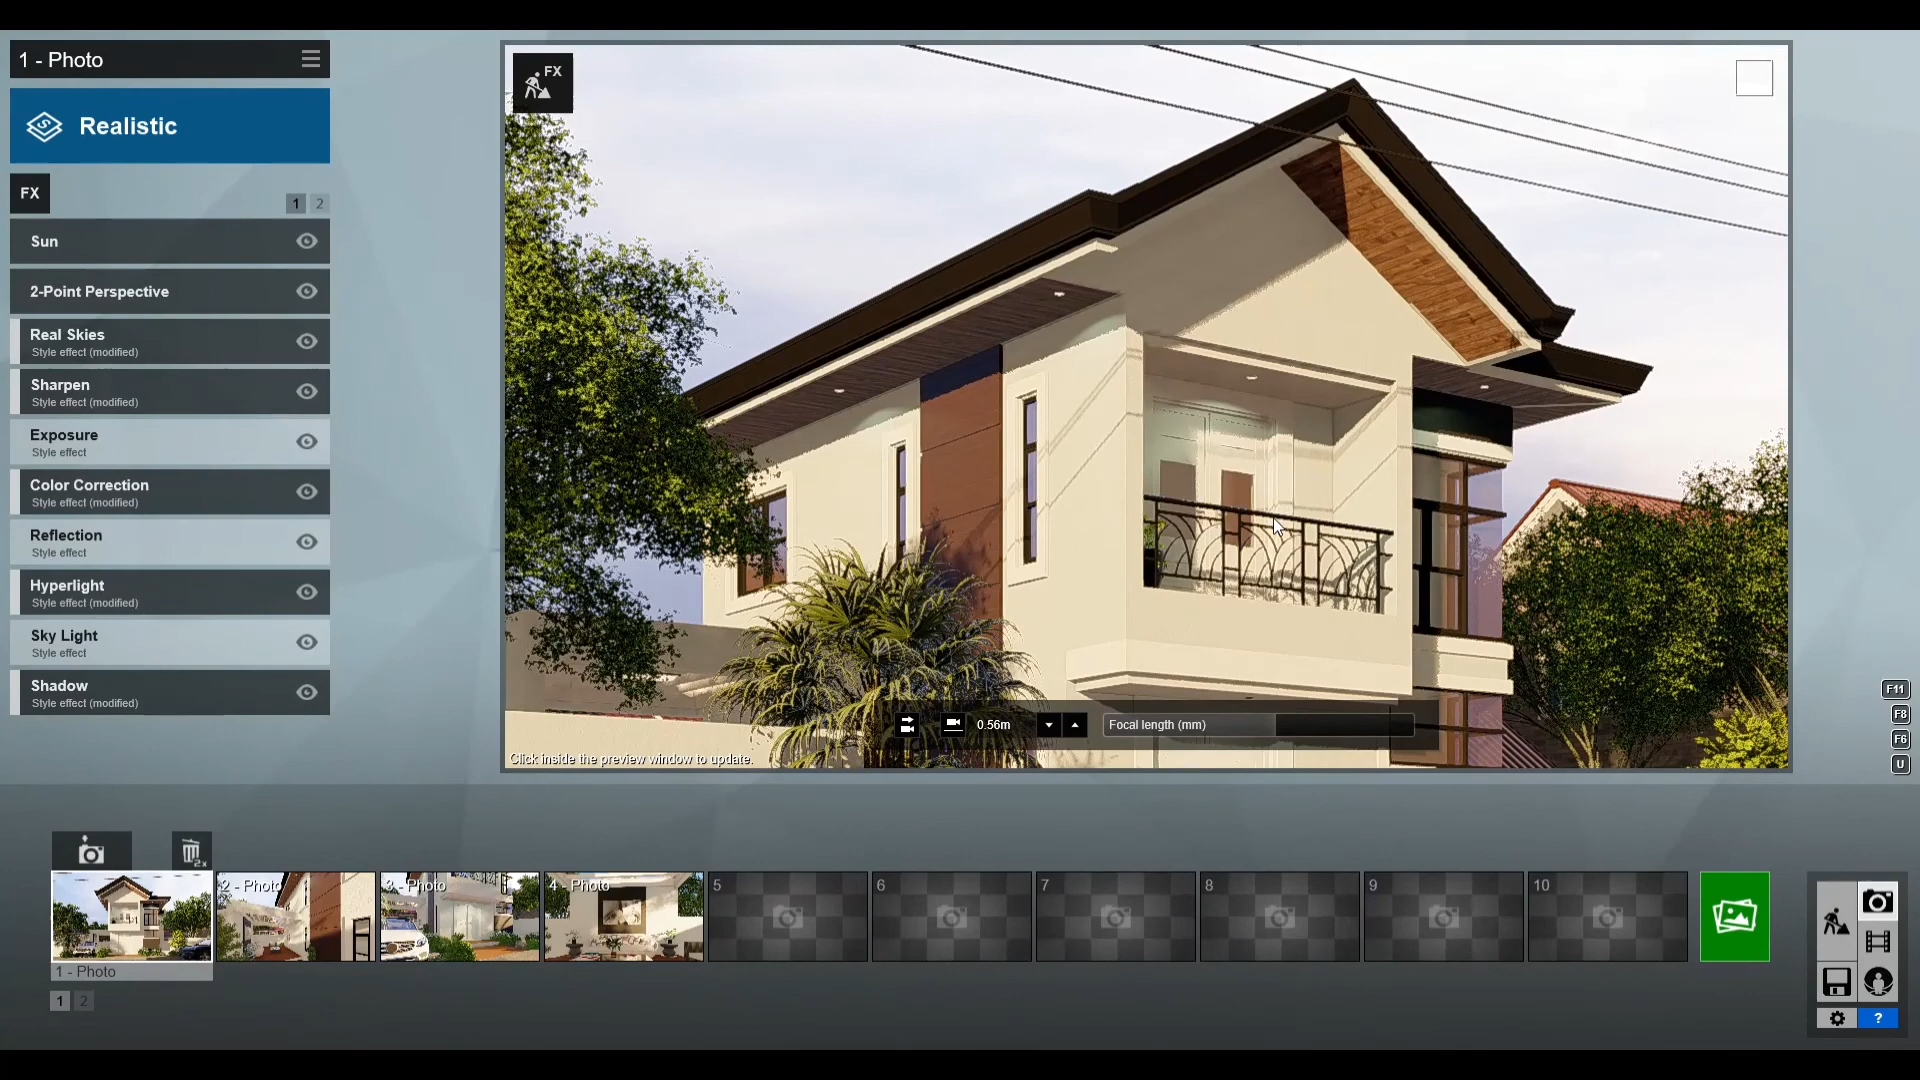 1 - Photo
Realistic
FX
1 2
Sun
2-Point Perspective
Real Skies
Style effect (modified)
Sharpen
Style effect (modified)
Exposure
Style effect
Color Correction
Style effect (modified)
Reflection
Style effect
Hyperlight
Style effect (modified)
Sky Light
Style effect
Shadow
Style effect (modified)
FX
0.56m
Focal length (mm)
Click inside the preview window to update.
F11
F8
F6
U
2x
2 - Photo
3 - Photo
4 - Photo
5
6
7
8
9
10
1 - Photo
1 2
?